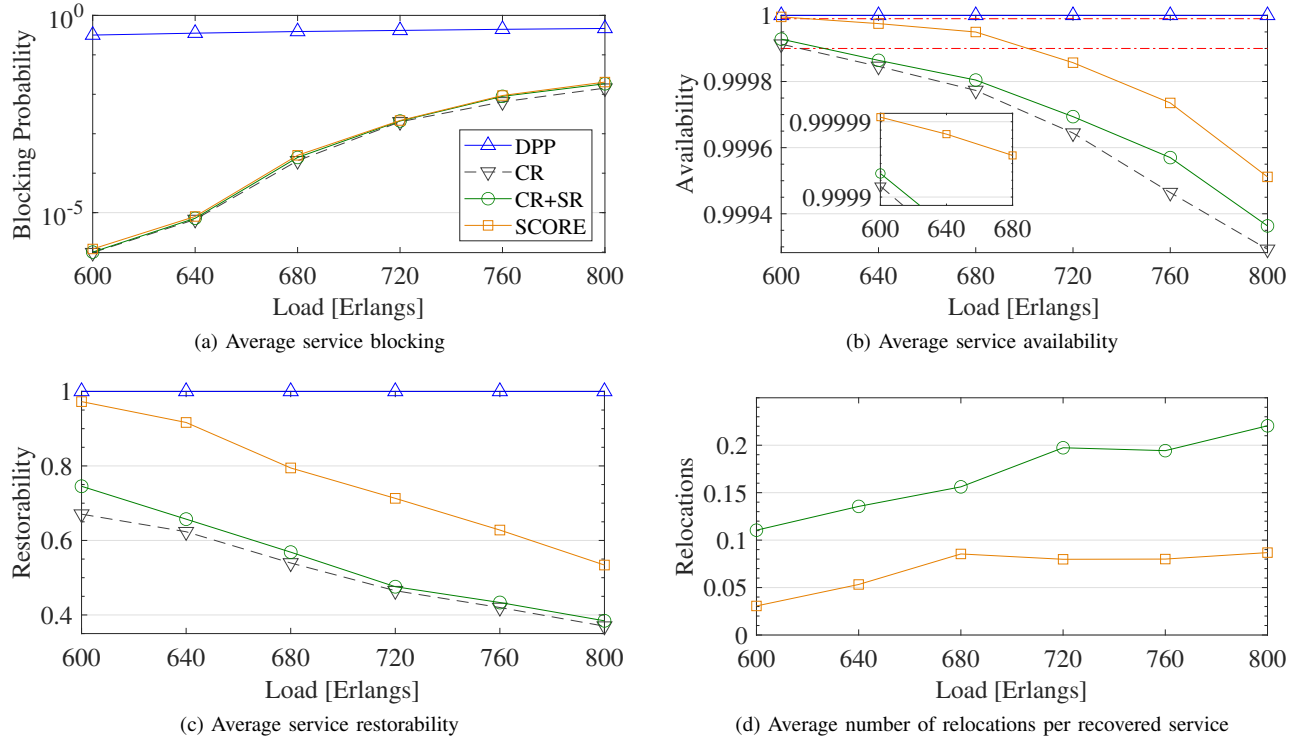 10^0
10^-5
Blocking Probability
DPP
CR
CR+SR
SCORE
600 640 680 720 760 800
Load [Erlangs]
(a) Average service blocking
1
0.9998
0.9996
0.9994
Availability
0.99999
0.9999
600 640 680
600 640 680 720 760 800
Load [Erlangs]
(b) Average service availability
1
0.8
0.6
0.4
Restorability
600 640 680 720 760 800
Load [Erlangs]
(c) Average service restorability
0.2
0.15
0.1
0.05
0
Relocations
600 640 680 720 760 800
Load [Erlangs]
(d) Average number of relocations per recovered service